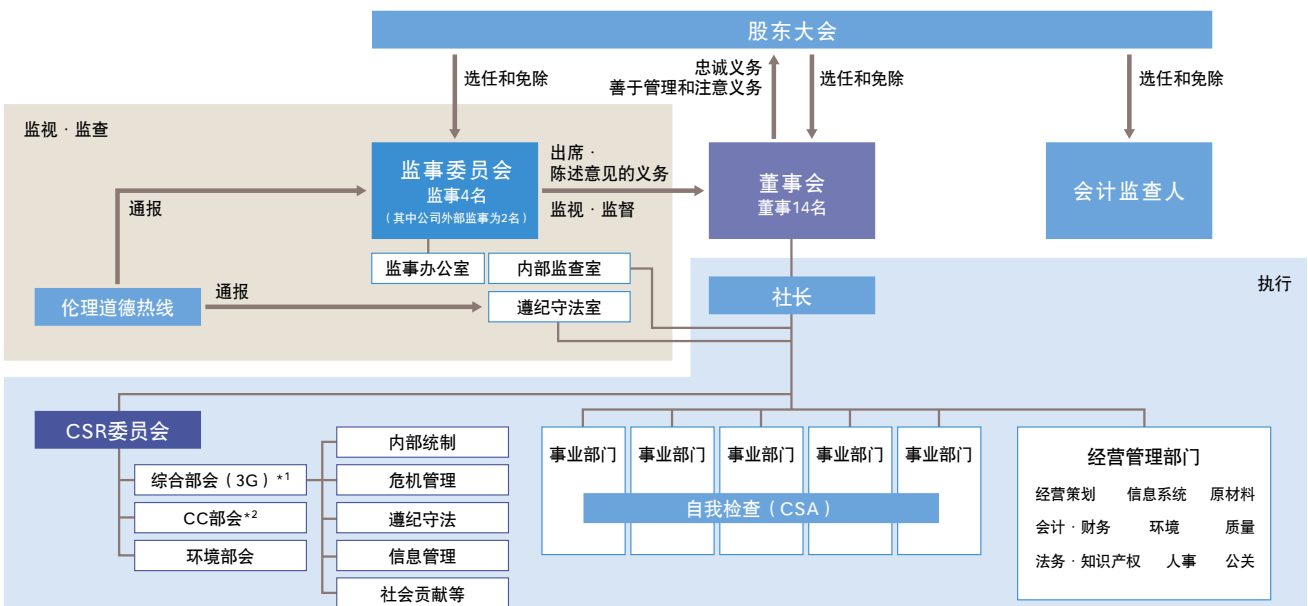 股东大会
选任和免除
忠诚义务
善于管理和注意义务
选任和免除
选任和免除
监视·监查
监事委员会
监事4名
（其中公司外部监事为2名）
出席·
陈述意见的义务
监视·监督
董事会
董事14名
会计监查人
通报
监事办公室
内部监查室
执行
伦理道德热线
通报
遵纪守法室
社长
CSR委员会
综合部会（3G）*1
CC部会*2
环境部会
内部统制
危机管理
遵纪守法
信息管理
社会贡献等
事业部门
事业部门
事业部门
事业部门
事业部门
自我检查（CSA）
经营管理部门
经营策划 信息系统 原材料
会计·财务 环境 质量
法务·知识产权 人事 公关